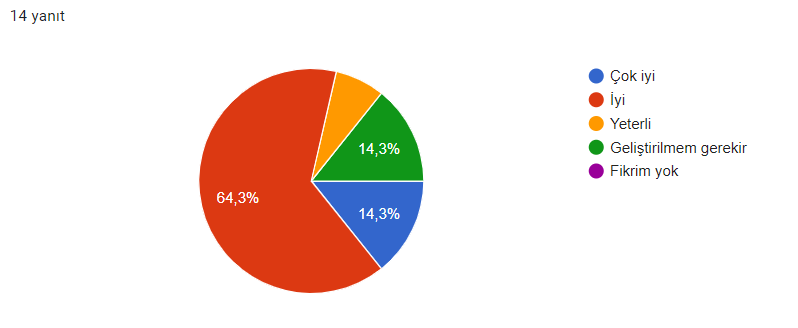 14 yanıt
Çok iyi
İyi
Yeterli
Geliştirilmem gerekir
Fikrim yok
14,3%
64,3%
14,3%